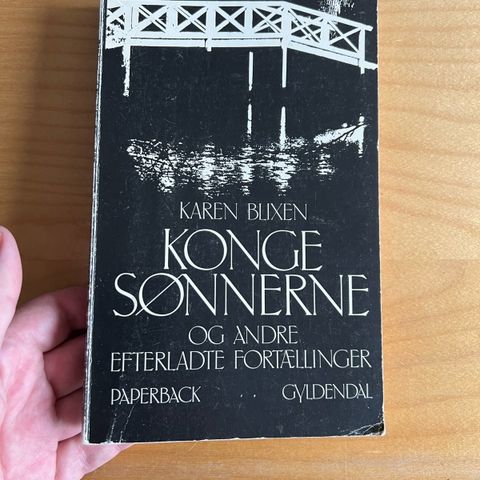 KAREN BLIXEN
KONGE
SØNNERNE
OG ANDRE
EFTERLADTE FORTÆLLINGER
PAPERBACK GYLDENDAL